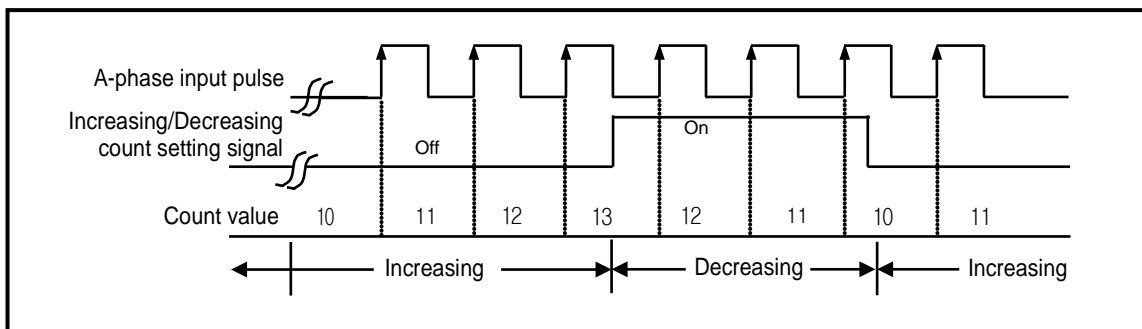 A-phase input pulse
Increasing/Decreasing
count setting signal
Off
On
Count value
10 11 12 13 12 11 10 11
Increasing Decreasing Increasing